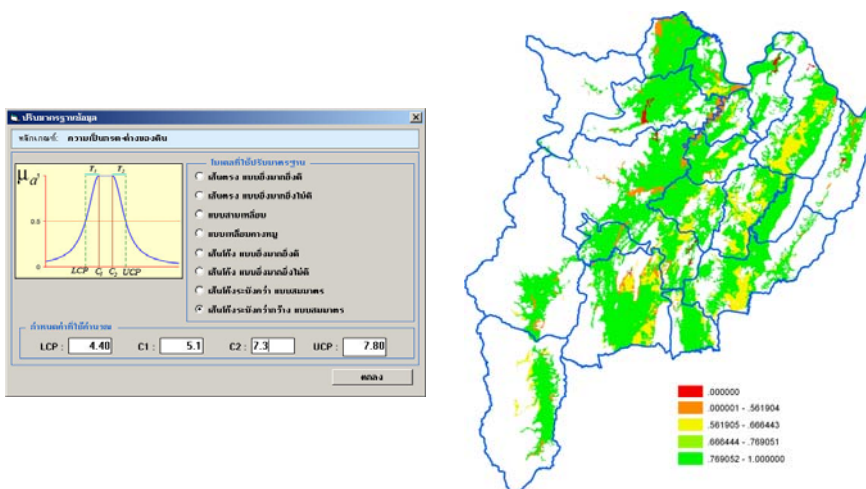 ปรับมาตรฐานข้อมูล
หลักเกณฑ์: ความเป็นกรด-ด่างของดิน
μa
r1 r2
0.5
0
LCP C1 C2 UCP
โมเดลที่ใช้ปรับมาตรฐาน
เส้นตรง แบบยิ่งมากยิ่งดี
เส้นตรง แบบยิ่งมากยิ่งไม่ดี
แบบสามเหลี่ยม
แบบเหลี่ยมคางหมู
เส้นโค้ง แบบยิ่งมากยิ่งดี
เส้นโค้ง แบบยิ่งมากยิ่งไม่ดี
เส้นโค้งระฆังคว่ำ แบบสมมาตร
เส้นโค้งระฆังคว่ำกว้าง แบบสมมาตร
กำหนดค่าที่ใช้คำนวณ
LCP : 4.40 C1 : 5.1 C2 : 7.3 UCP : 7.80
ตกลง
.000000
.000001 - .561904
.561905 - .666443
.666444 - .769051
.769052 - 1.000000